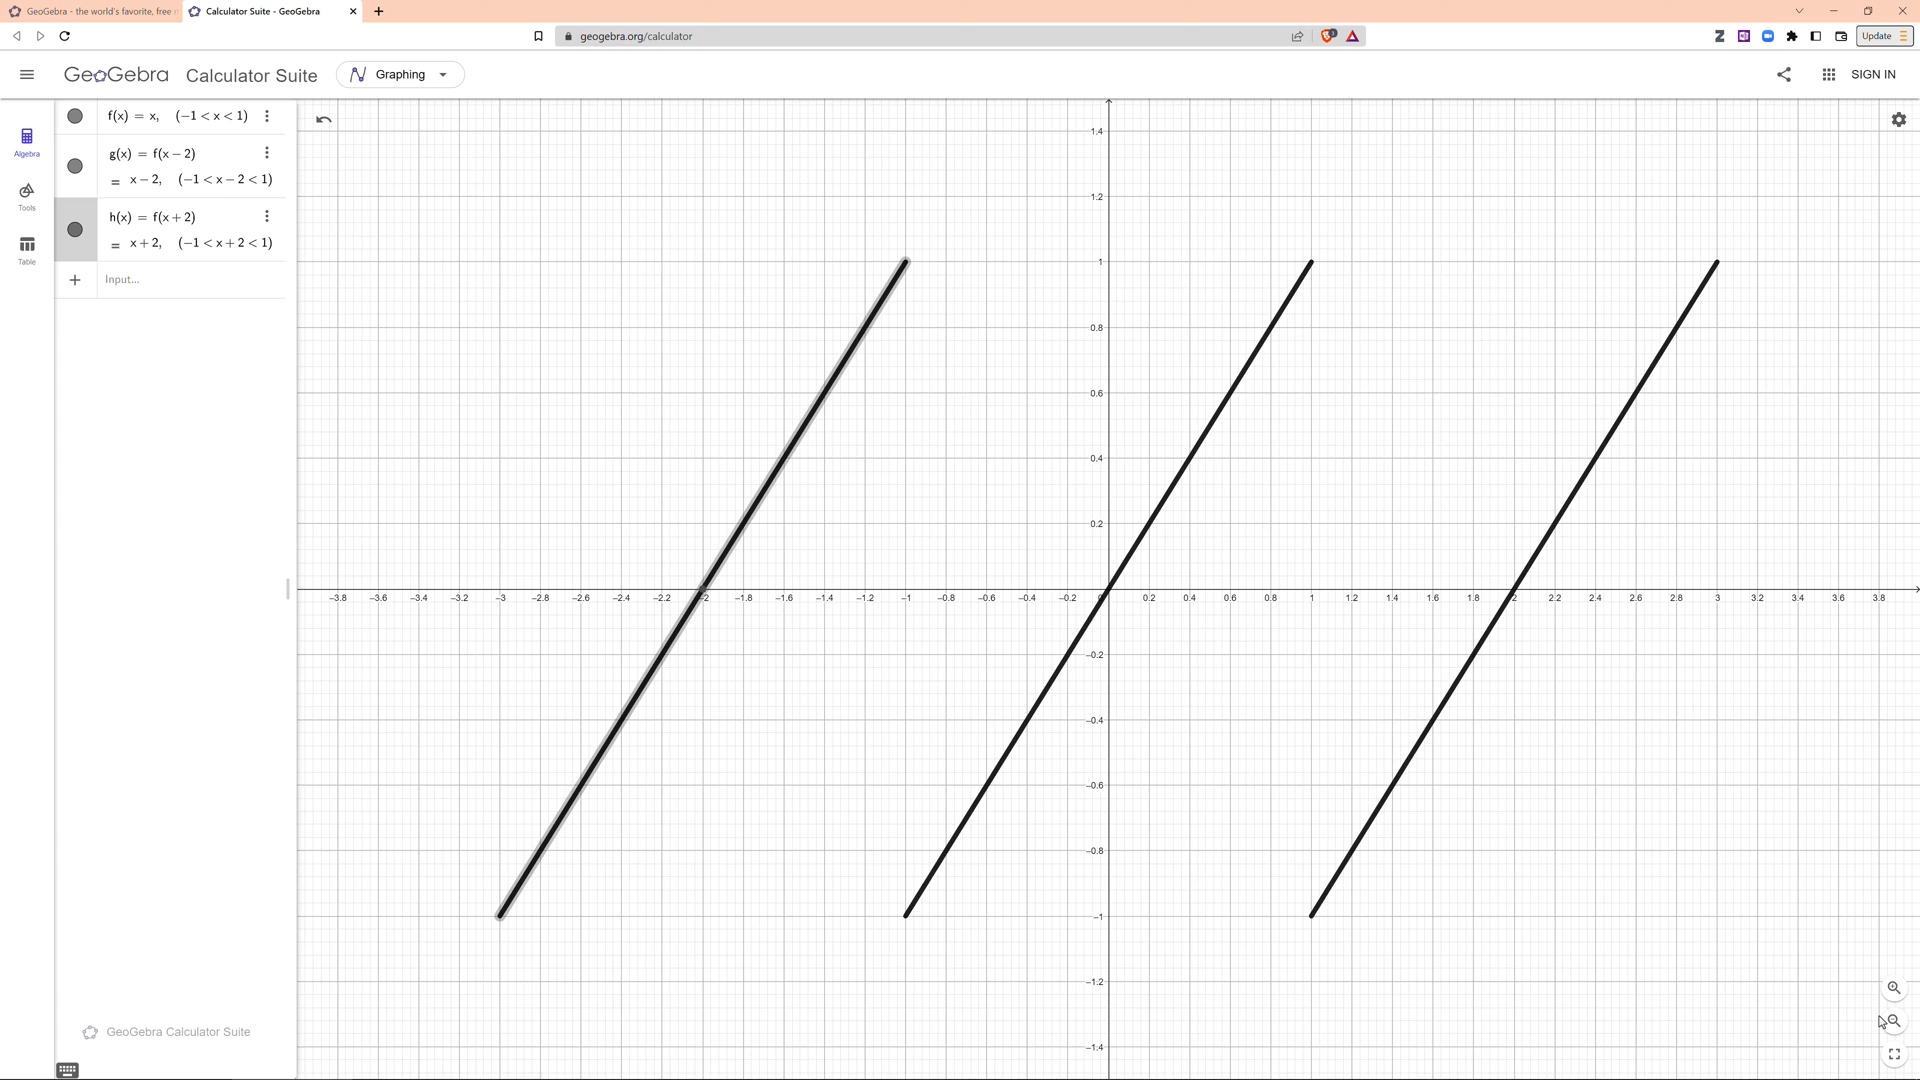 GeoGebra - the world's favorite, free
Calculator Suite - GeoGebra
geogebra.org/calculator
Update
GeoGebra
Calculator Suite
Graphing
SIGN IN
Algebra
Tools
Table
f(x) = x, (−1 < x < 1)
g(x) = f(x − 2)
= x − 2, (−1 < x − 2 < 1)
h(x) = f(x + 2)
= x + 2, (−1 < x + 2 < 1)
+ Input...
GeoGebra Calculator Suite
1.4
1.2
1
0.8
0.6
0.4
0.2
−3.8 −3.6 −3.4 −3.2 −3 −2.8 −2.6 −2.4 −2.2 −2 −1.8 −1.6 −1.4 −1.2 −1 −0.8 −0.6 −0.4 −0.2 0 0.2 0.4 0.6 0.8 1 1.2 1.4 1.6 1.8 2 2.2 2.4 2.6 2.8 3 3.2 3.4 3.6 3.8
−0.2
−0.4
−0.6
−0.8
−1
−1.2
−1.4